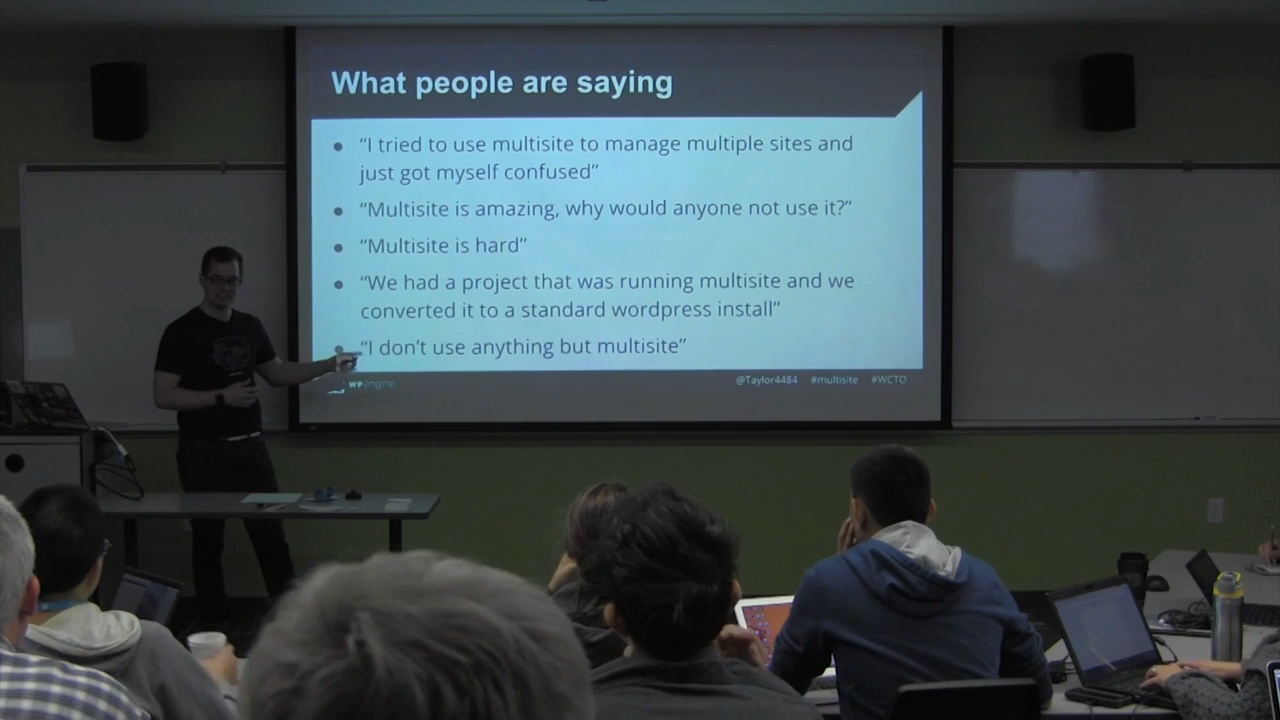 What people are saying
“I tried to use multisite to manage multiple sites and
just got myself confused”
“Multisite is amazing, why would anyone not use it?”
“Multisite is hard”
“We had a project that was running multisite and we
converted it to a standard wordpress install”
“I don’t use anything but multisite”
WP engine
@Taylor4484 #multisite #WCTO